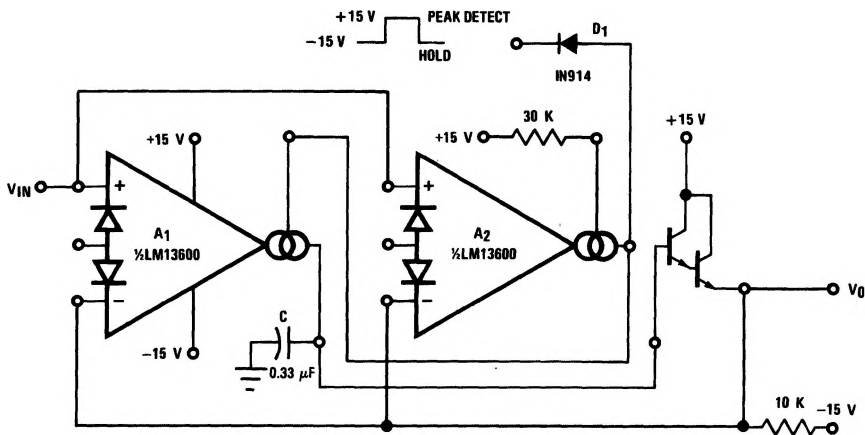 +15 V
PEAK DETECT
−15 V
HOLD
D1
IN914
30 K
+15 V
+15 V
+15 V
VIN
+
A1
½LM13600
−
+
A2
½LM13600
−
VO
C
−15 V
0.33 µF
10 K
−15 V